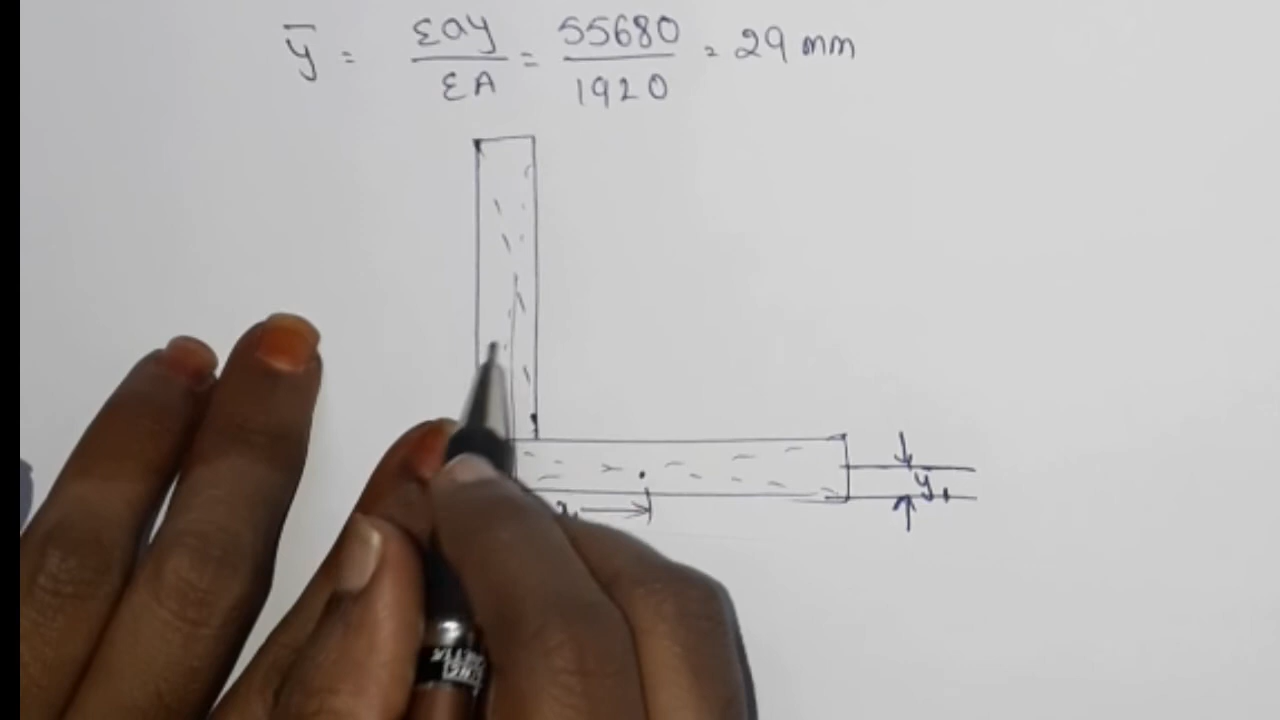 ȳ = Σay / ΣA = 55680 / 1920 = 29 mm
y₁